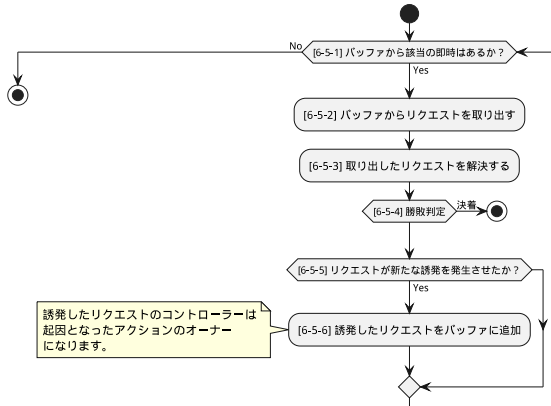 No
[6-5-1] バッファから該当の即時はあるか？
Yes
[6-5-2] バッファからリクエストを取り出す
[6-5-3] 取り出したリクエストを解決する
[6-5-4] 勝敗判定
決着
[6-5-5] リクエストが新たな誘発を発生させたか？
Yes
誘発したリクエストのコントローラーは
起因となったアクションのオーナー
になります。
[6-5-6] 誘発したリクエストをバッファに追加